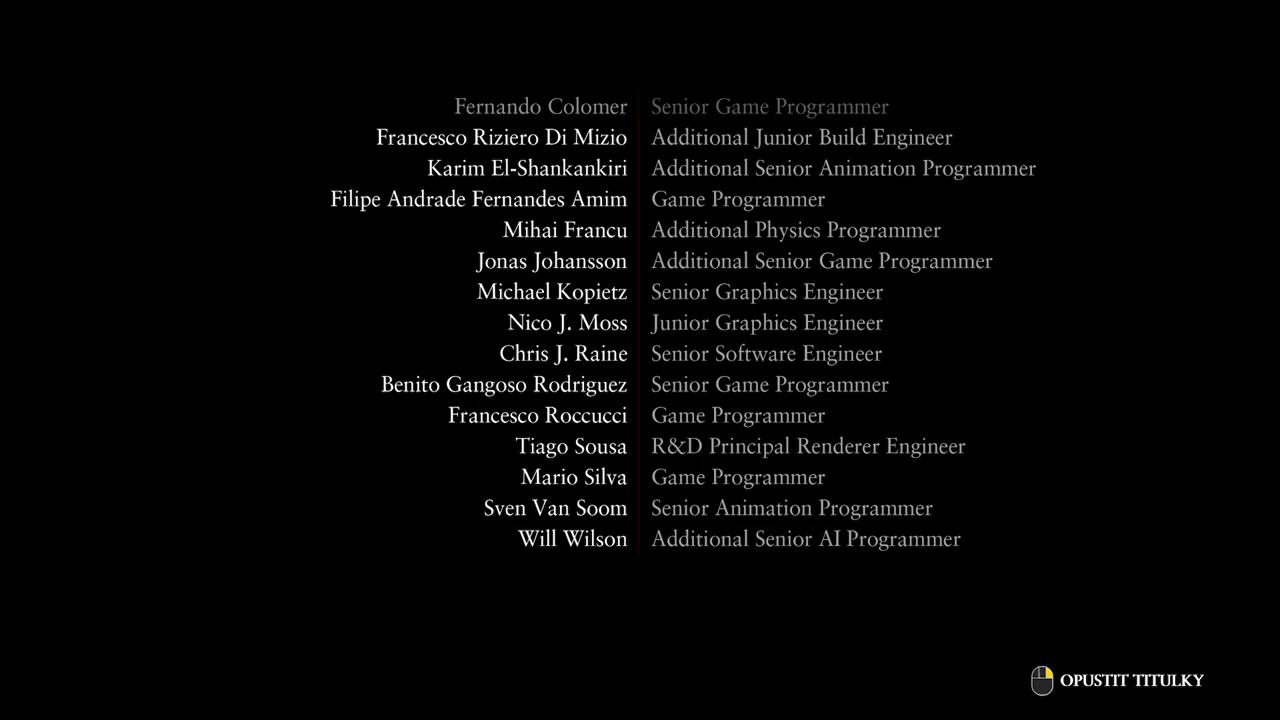 Fernando Colomer Senior Game Programmer
Francesco Riziero Di Mizio Additional Junior Build Engineer
Karim El-Shankankiri Additional Senior Animation Programmer
Filipe Andrade Fernandes Amim Game Programmer
Mihai Francu Additional Physics Programmer
Jonas Johansson Additional Senior Game Programmer
Michael Kopietz Senior Graphics Engineer
Nico J. Moss Junior Graphics Engineer
Chris J. Raine Senior Software Engineer
Benito Gangoso Rodriguez Senior Game Programmer
Francesco Roccucci Game Programmer
Tiago Sousa R&D Principal Renderer Engineer
Mario Silva Game Programmer
Sven Van Soom Senior Animation Programmer
Will Wilson Additional Senior AI Programmer
OPUSTIT TITULKY